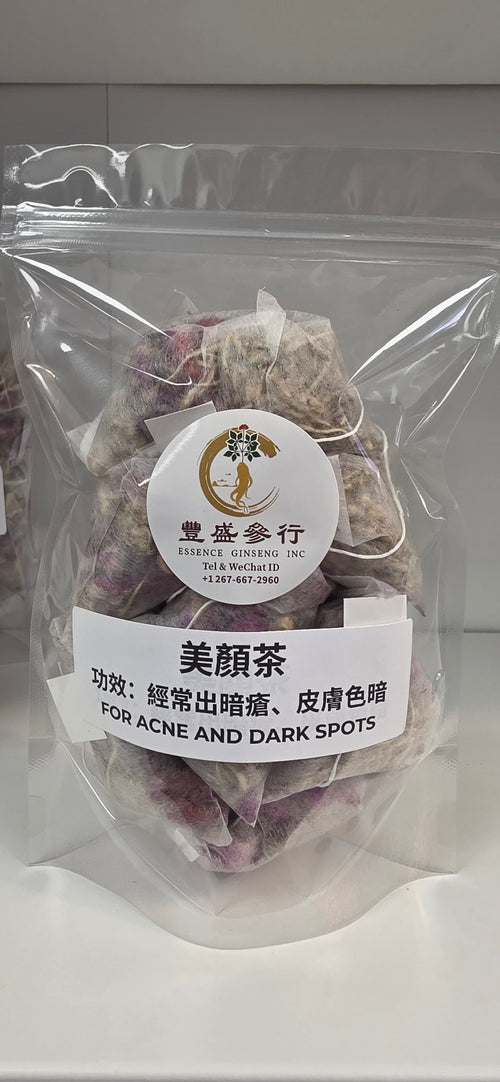 豐盛參行
ESSENCE GINSENG INC
Tel & WeChat ID
+1 267-667-2960
美顏茶
功效：經常出暗瘡、皮膚色暗
FOR ACNE AND DARK SPOTS